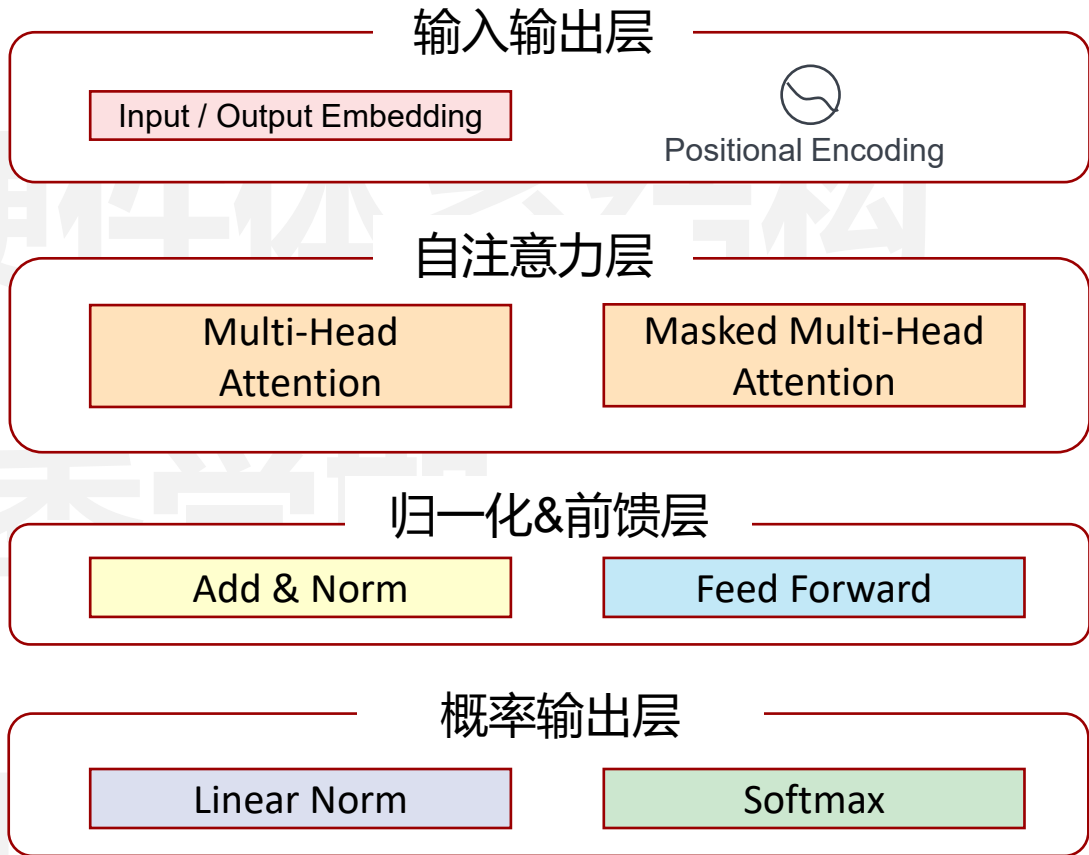 输入输出层
Input / Output Embedding
Positional Encoding
自注意力层
Multi-Head
Attention
Masked Multi-Head
Attention
归一化&前馈层
Add & Norm
Feed Forward
概率输出层
Linear Norm
Softmax